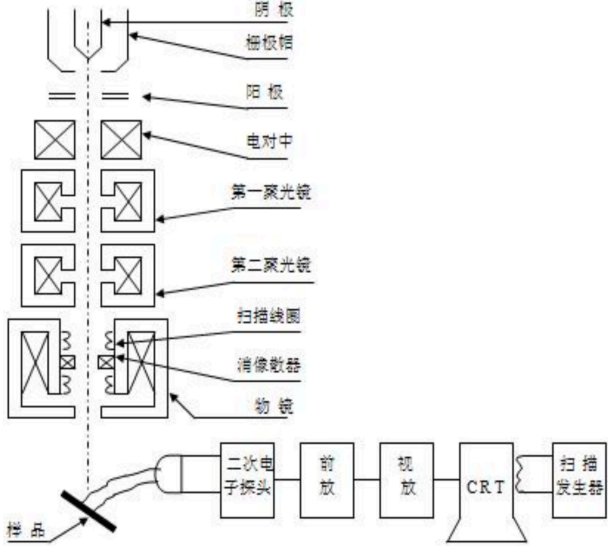 阴 极
栅极帽
阳 极
电对中
第一聚光镜
第二聚光镜
扫描线圈
消像散器
物 镜
二次电
子探头
前
放
视
放
CRT
扫 描
发生器
样 品